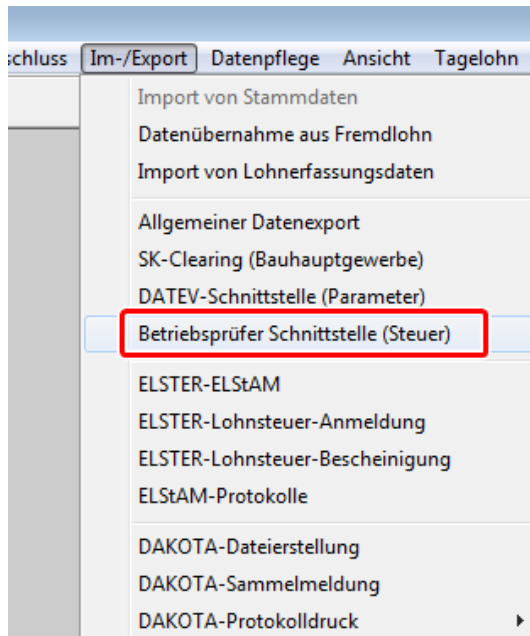 schluss Im-/Export Datenpflege Ansicht Tagelohn
Import von Stammdaten
Datenübernahme aus Fremdlohn
Import von Lohnerfassungsdaten
Allgemeiner Datenexport
SK-Clearing (Bauhauptgewerbe)
DATEV-Schnittstelle (Parameter)
Betriebsprüfer Schnittstelle (Steuer)
ELSTER-ELStAM
ELSTER-Lohnsteuer-Anmeldung
ELSTER-Lohnsteuer-Bescheinigung
ELStAM-Protokolle
DAKOTA-Dateierstellung
DAKOTA-Sammelmeldung
DAKOTA-Protokolldruck